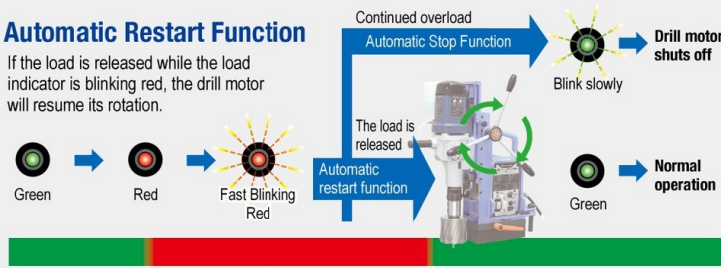 Automatic Restart Function
If the load is released while the load
indicator is blinking red, the drill motor
will resume its rotation.
Green
Red
Fast Blinking
Red
Continued overload
Automatic Stop Function
Blink slowly
Drill motor
shuts off
The load is
released
Automatic
restart function
Green
Normal
operation